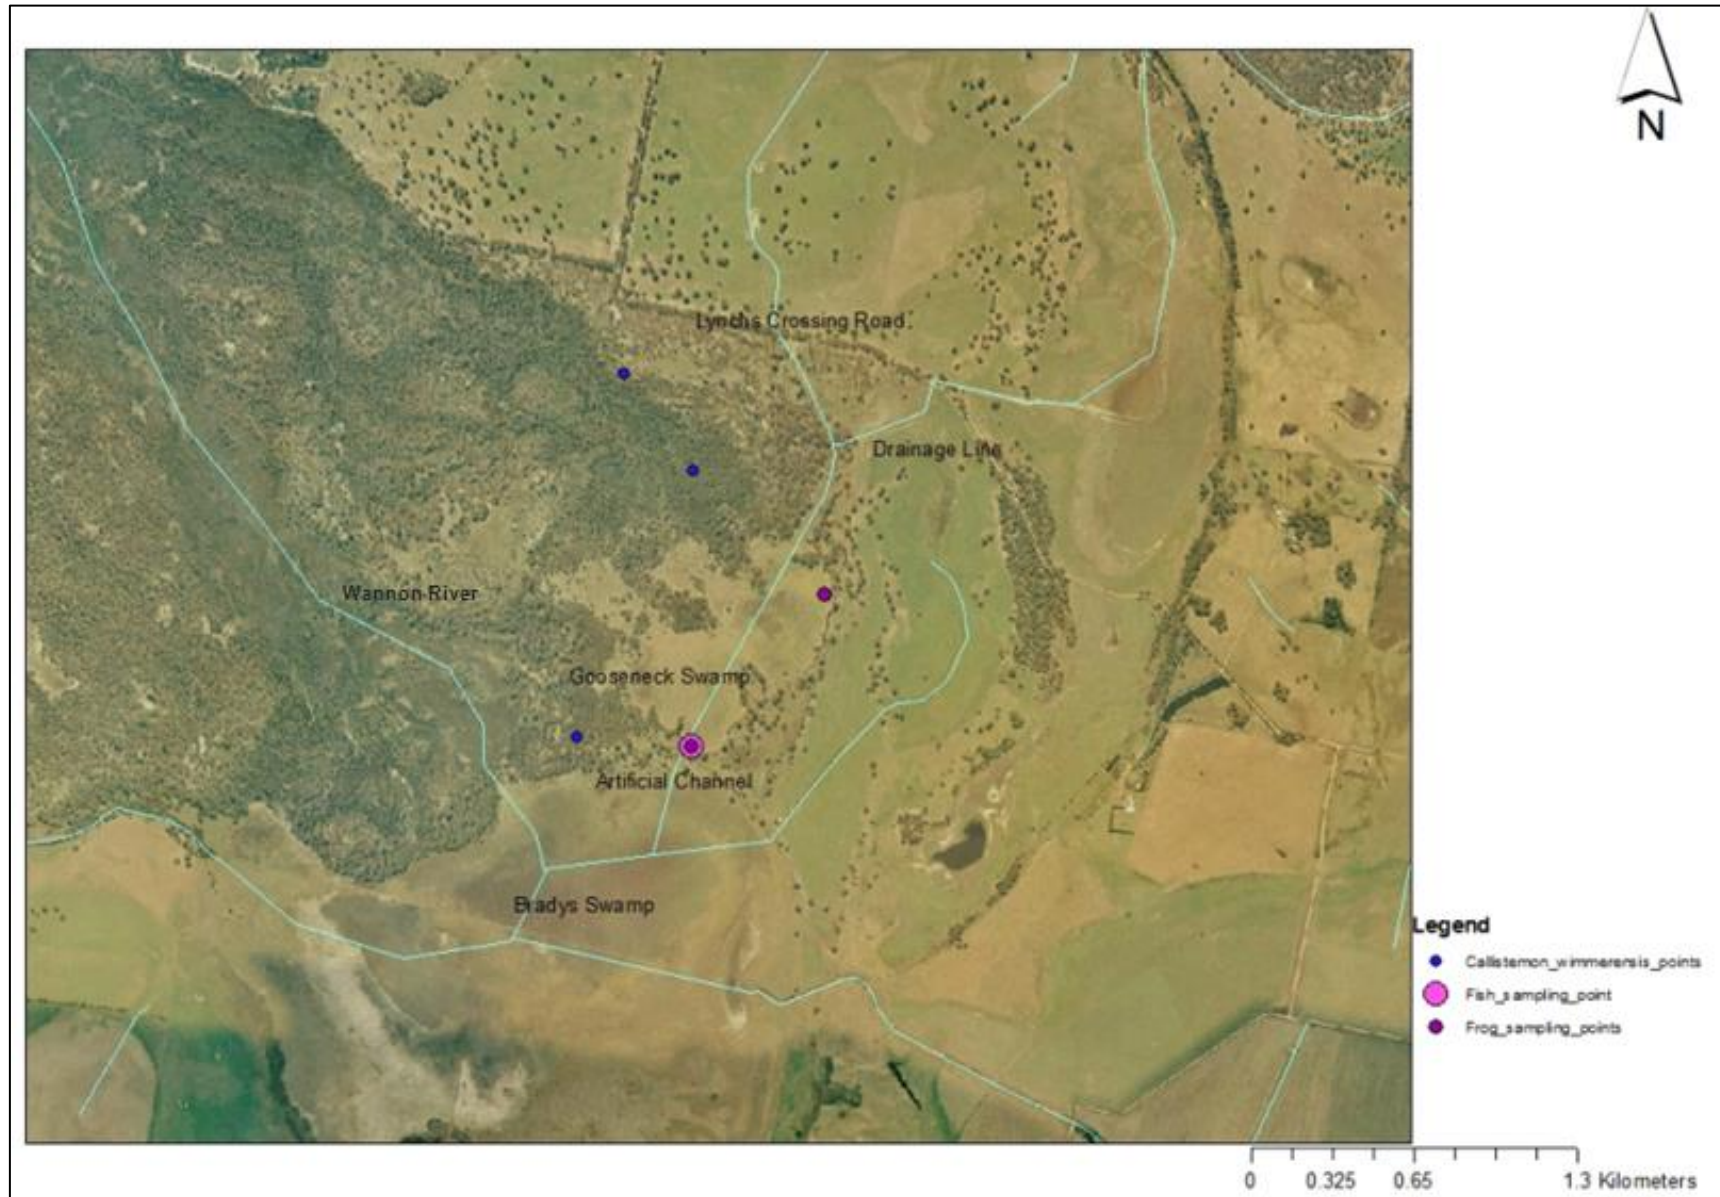 N
Lynchs Crossing Road
Drainage Line
Wannon River
Gooseneck Swamp
Artificial Channel
Bradys Swamp
Legend
Callistemon_wimmerensis_points
Fish_sampling_point
Frog_sampling_points
0 0.325 0.65 1.3 Kilometers